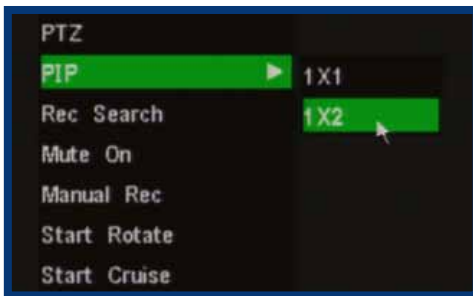 PTZ
PIP
1X1
1X2
Rec Search
Mute On
Manual Rec
Start Rotate
Start Cruise